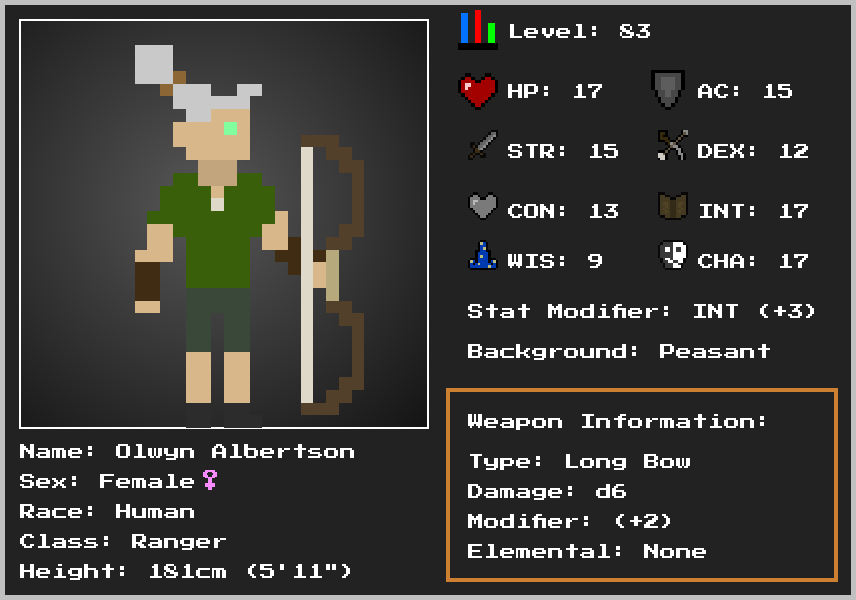 Level: 83
HP: 17
AC: 15
STR: 15
DEX: 12
CON: 13
INT: 17
WIS: 9
CHA: 17
Stat Modifier: INT (+3)
Background: Peasant
Weapon Information:
Type: Long Bow
Damage: d6
Modifier: (+2)
Elemental: None
Name: Olwyn Albertson
Sex: Female♀
Race: Human
Class: Ranger
Height: 181cm (5'11")